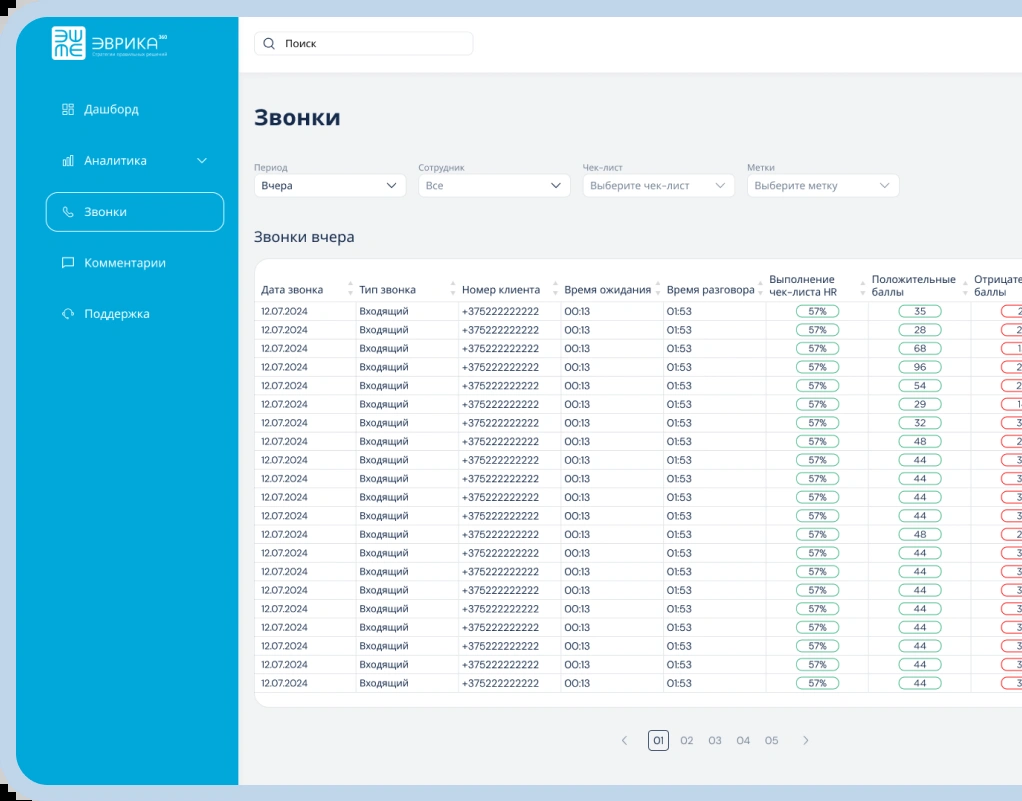 ЭШ
МЕ
ЭВРИКА 360
Стратегия правильных решений
Поиск
Дашборд
Аналитика
Звонки
Комментарии
Поддержка
Звонки
Период Сотрудник Чек-лист Метки
Вчера Все Выберите чек-лист Выберите метку
Звонки вчера
Дата звонка Тип звонка Номер клиента Время ожидания Время разговора Выполнение чек-листа HR Положительные баллы Отрицате баллы
12.07.2024 Входящий +375222222222 00:13 01:53 57% 35 2
12.07.2024 Входящий +375222222222 00:13 01:53 57% 28 2
12.07.2024 Входящий +375222222222 00:13 01:53 57% 68 1
12.07.2024 Входящий +375222222222 00:13 01:53 57% 96 2
12.07.2024 Входящий +375222222222 00:13 01:53 57% 54 2
12.07.2024 Входящий +375222222222 00:13 01:53 57% 29 1
12.07.2024 Входящий +375222222222 00:13 01:53 57% 32 3
12.07.2024 Входящий +375222222222 00:13 01:53 57% 48 2
12.07.2024 Входящий +375222222222 00:13 01:53 57% 44 3
12.07.2024 Входящий +375222222222 00:13 01:53 57% 44 3
12.07.2024 Входящий +375222222222 00:13 01:53 57% 44 3
12.07.2024 Входящий +375222222222 00:13 01:53 57% 44 3
12.07.2024 Входящий +375222222222 00:13 01:53 57% 48 2
12.07.2024 Входящий +375222222222 00:13 01:53 57% 44 3
12.07.2024 Входящий +375222222222 00:13 01:53 57% 44 3
12.07.2024 Входящий +375222222222 00:13 01:53 57% 44 3
12.07.2024 Входящий +375222222222 00:13 01:53 57% 44 3
12.07.2024 Входящий +375222222222 00:13 01:53 57% 44 3
12.07.2024 Входящий +375222222222 00:13 01:53 57% 44 3
12.07.2024 Входящий +375222222222 00:13 01:53 57% 44 3
12.07.2024 Входящий +375222222222 00:13 01:53 57% 44 3
01 02 03 04 05